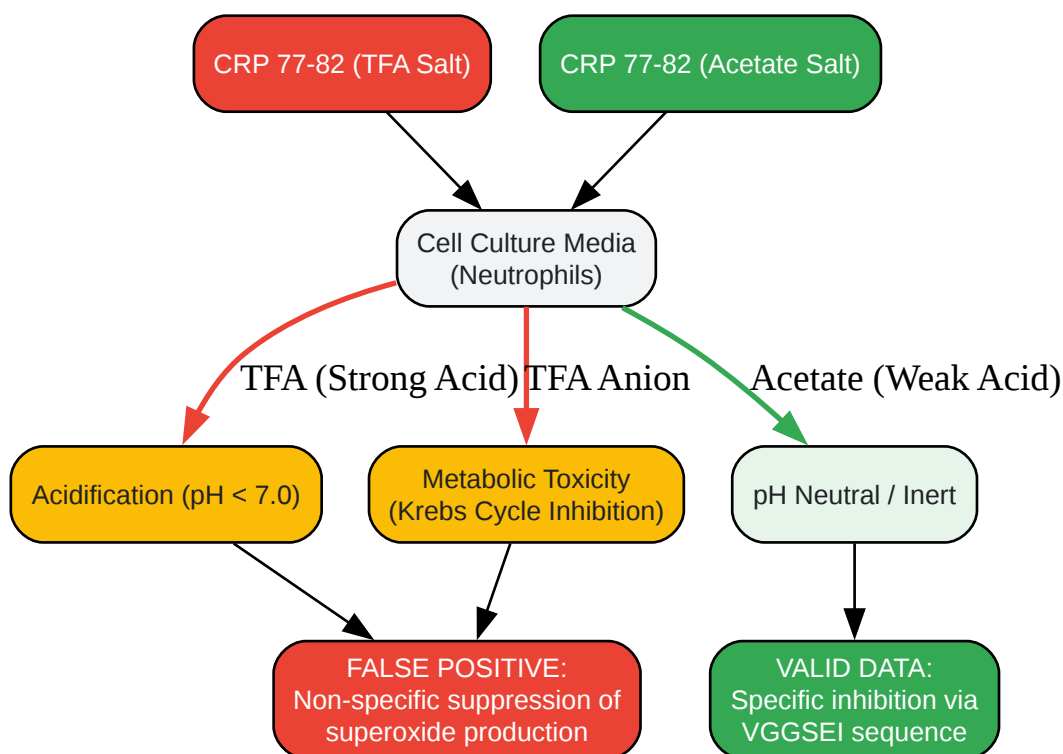 CRP 77-82 (TFA Salt)
CRP 77-82 (Acetate Salt)
Cell Culture Media
(Neutrophils)
TFA (Strong Acid)
TFA Anion
Acetate (Weak Acid)
Acidification (pH < 7.0)
Metabolic Toxicity
(Krebs Cycle Inhibition)
pH Neutral / Inert
FALSE POSITIVE:
Non-specific suppression of
superoxide production
VALID DATA:
Specific inhibition via
VGGSEI sequence